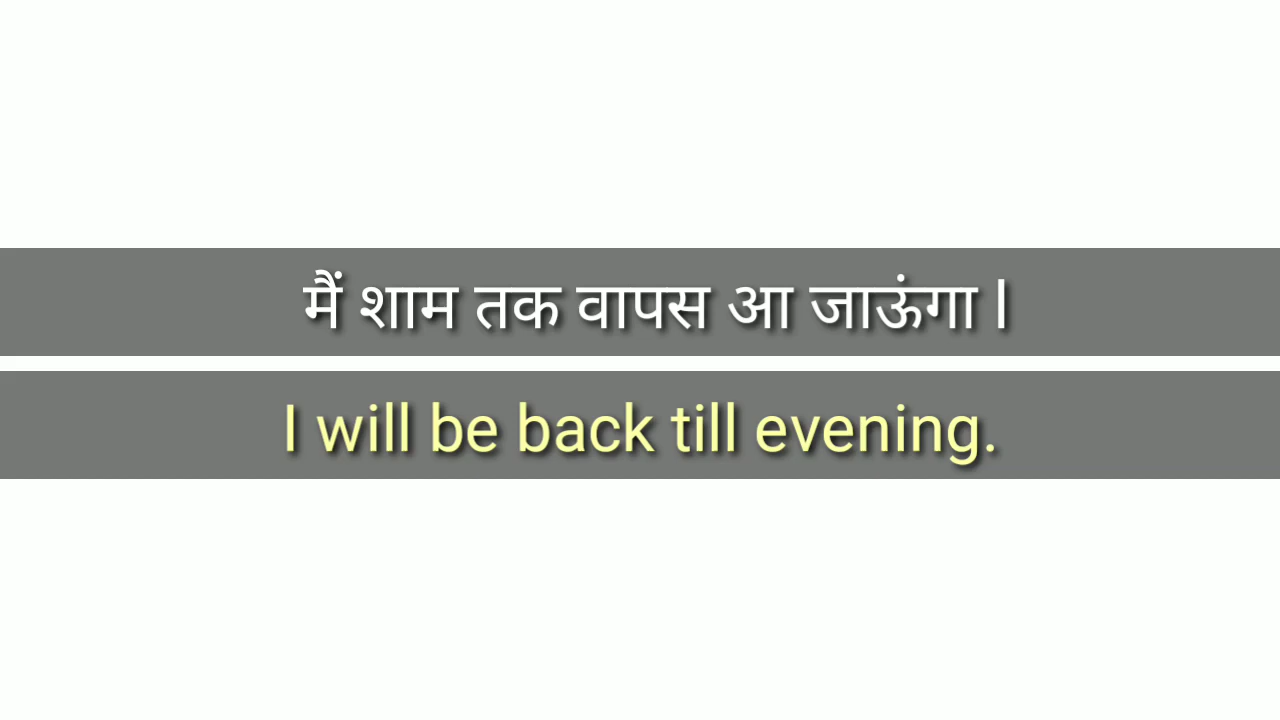 मैं शाम तक वापस आ जाऊंगा l
I will be back till evening.